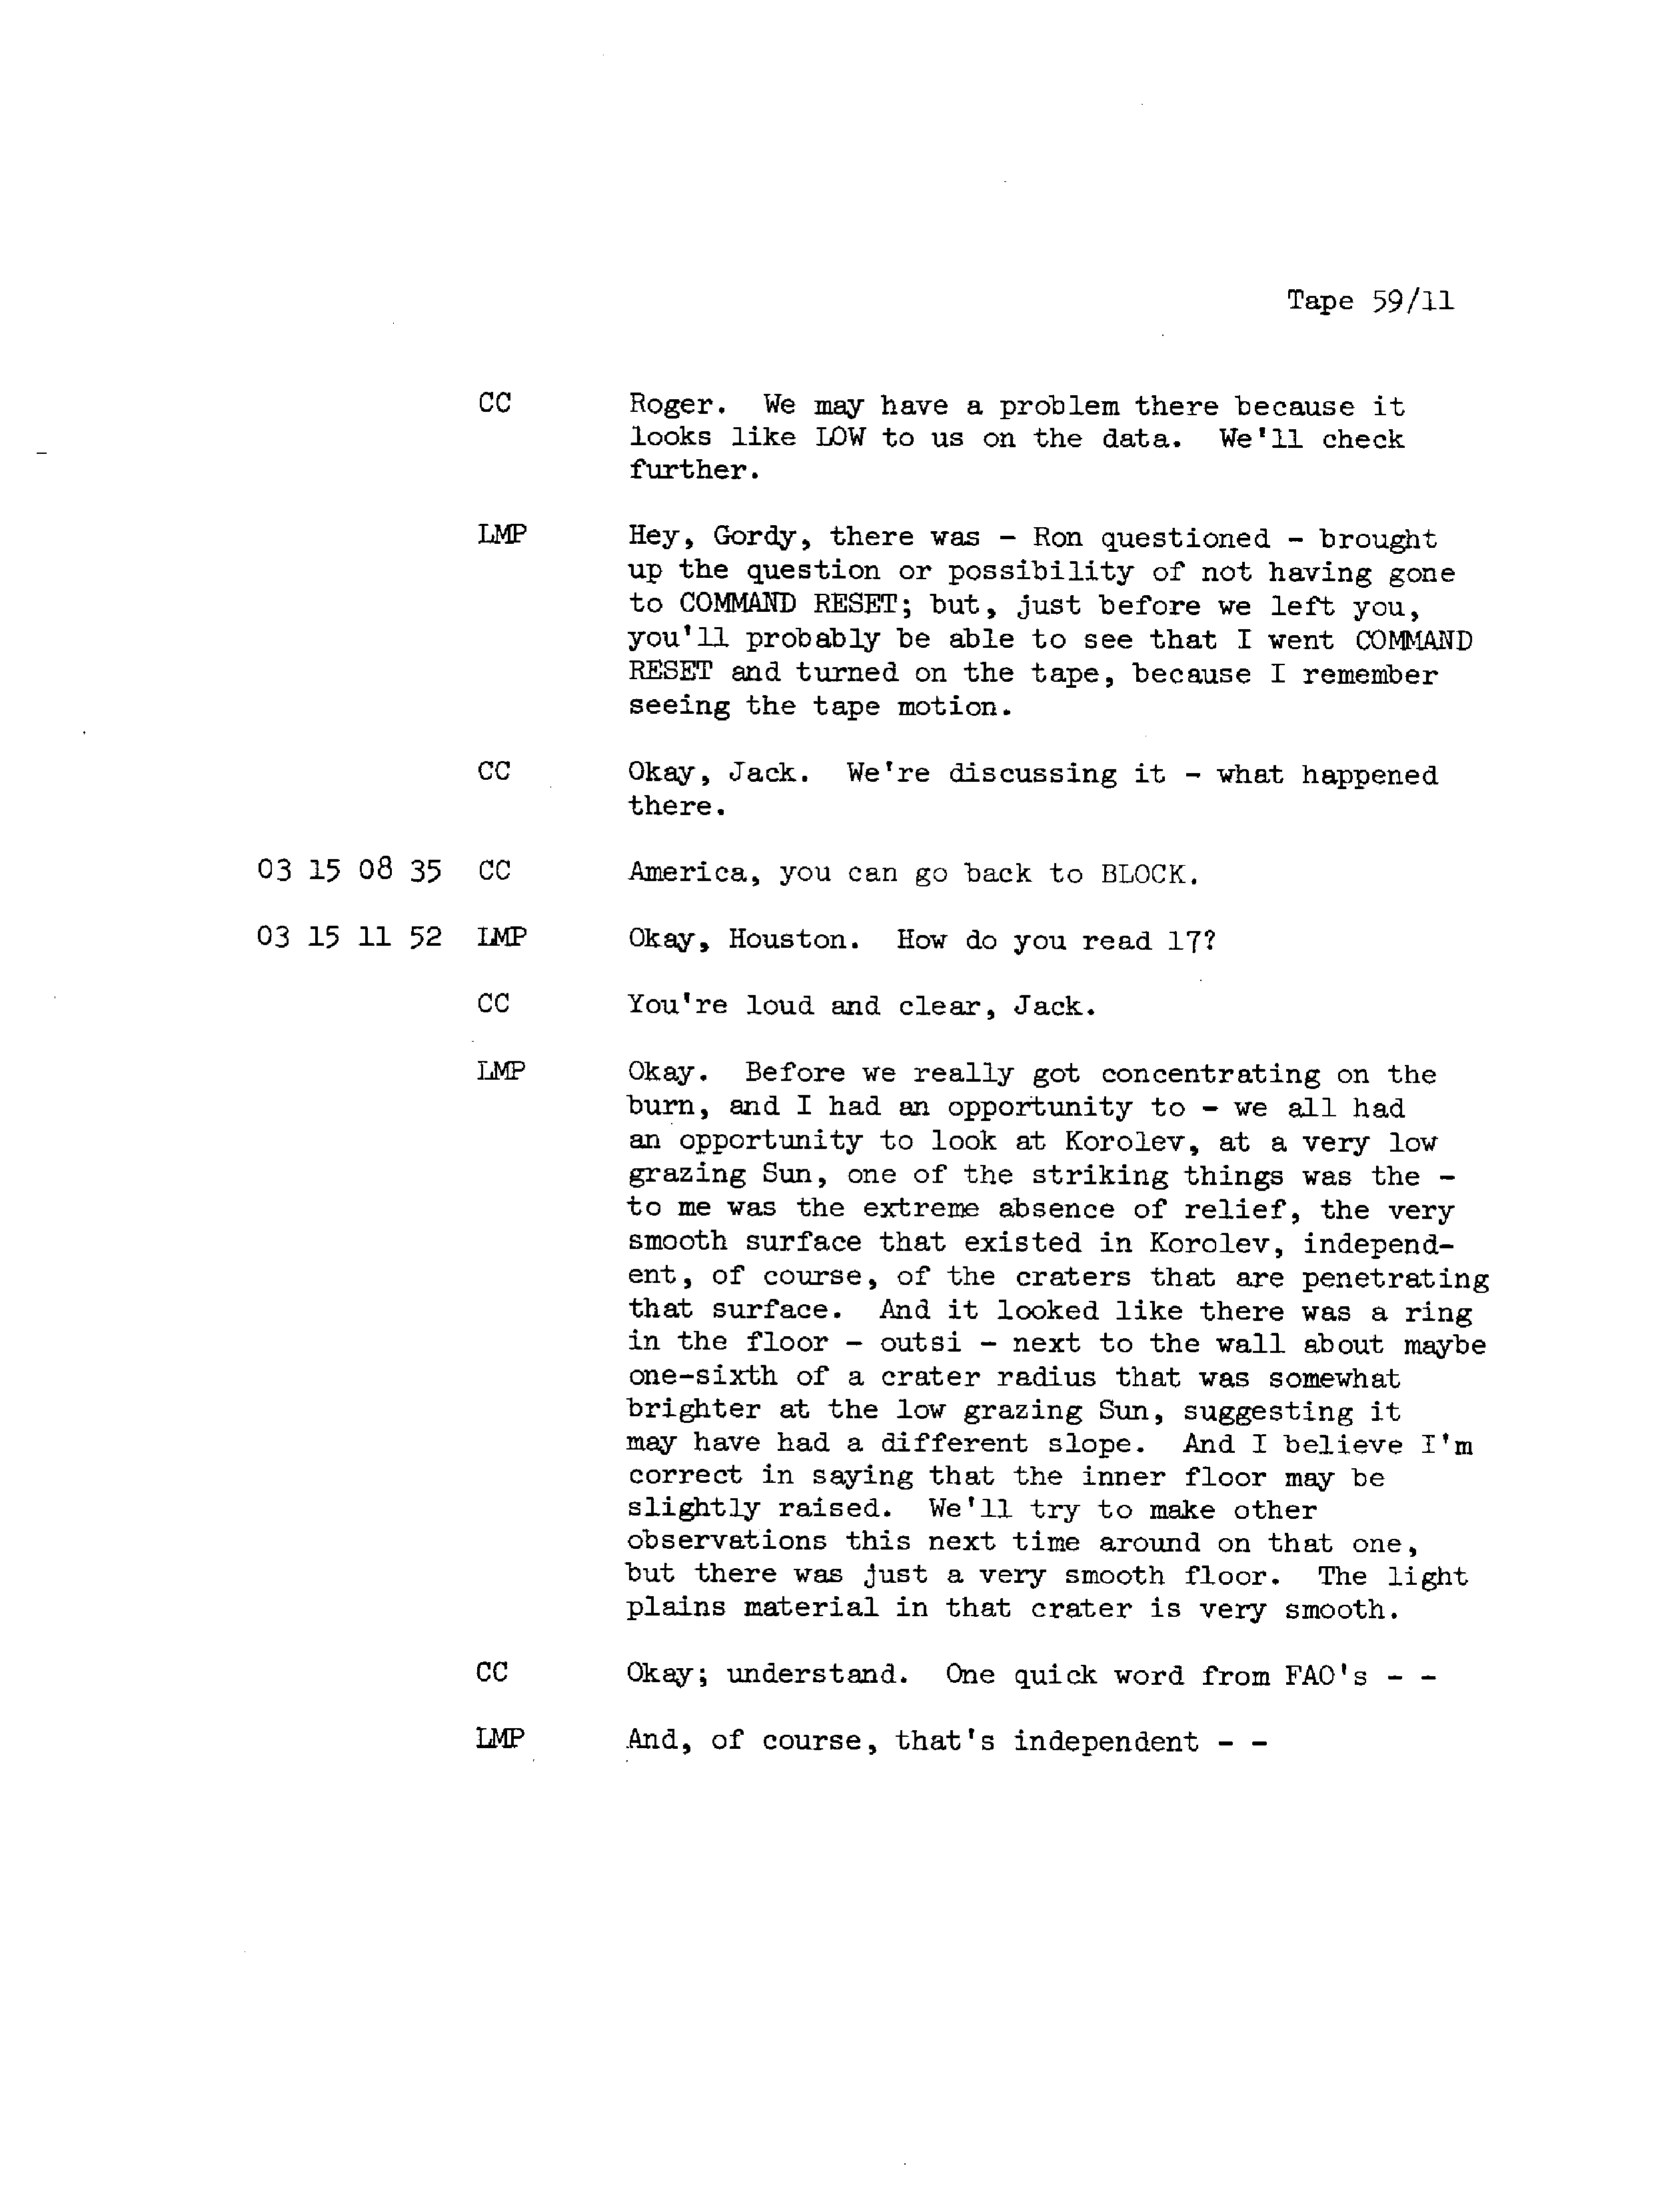 Tape 59/11
CC Roger. We may have a problem there because it
looks like LOW to us on the data. We'll check
further.
LMP Hey, Gordy, there was - Ron questioned - brought
up the question or possibility of not having gone
to COMMAND RESET; but, just before we left you,
you'll probably be able to see that I went COMMAND
RESET and turned on the tape, because I remember
seeing the tape motion.
CC Okay, Jack. We're discussing it - what happened
there.
03 15 08 35 CC America, you can go back to BLOCK.
03 15 11 52 LMP Okay, Houston. How do you read 17?
CC You're loud and clear, Jack.
LMP Okay. Before we really got concentrating on the
burn, and I had an opportunity to - we all had
an opportunity to look at Korolev, at a very low
grazing Sun, one of the striking things was the -
to me was the extreme absence of relief, the very
smooth surface that existed in Korolev, independ-
ent, of course, of the craters that are penetrating
that surface. And it looked like there was a ring
in the floor - outsi - next to the wall about maybe
one-sixth of a crater radius that was somewhat
brighter at the low grazing Sun, suggesting it
may have had a different slope. And I believe I'm
correct in saying that the inner floor may be
slightly raised. We'll try to make other
observations this next time around on that one,
but there was just a very smooth floor. The light
plains material in that crater is very smooth.
CC Okay; understand. One quick word from FAO's - -
LMP And, of course, that's independent - -